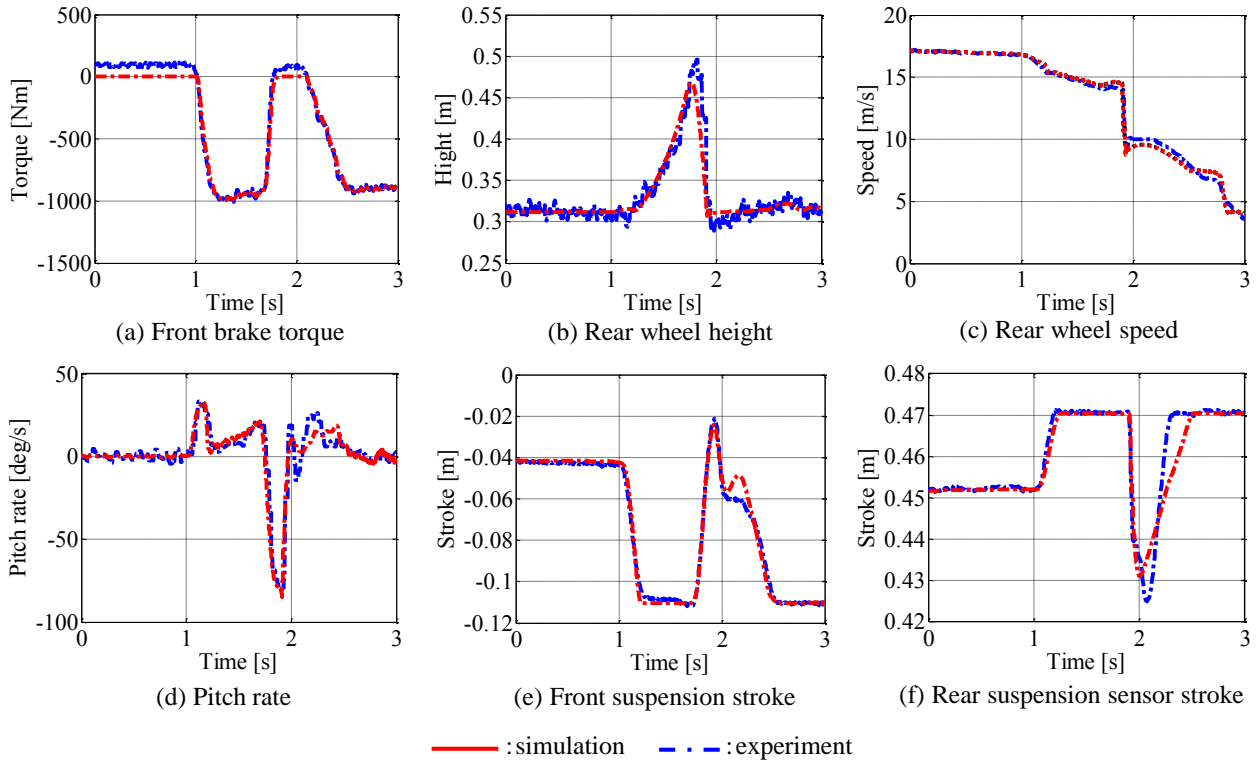 500
0
-500
-1000
-1500
Torque [Nm]
0 1 2 3
Time [s]
(a) Front brake torque
0.5
0.45
0.4
0.35
0.3
0.25
Hight [m]
0 1 2 3
Time [s]
(b) Rear wheel height
20
15
10
5
0
Speed [m/s]
0 1 2 3
Time [s]
(c) Rear wheel speed
50
0
-50
-100
Pitch rate [deg/s]
0 1 2 3
Time [s]
(d) Pitch rate
0
-0.02
-0.04
-0.06
-0.08
-0.1
-0.12
Stroke [m]
0 1 2 3
Time [s]
(e) Front suspension stroke
0.48
0.47
0.46
0.45
0.44
0.43
0.42
Stroke [m]
0 1 2 3
Time [s]
(f) Rear suspension sensor stroke
:simulation :experiment